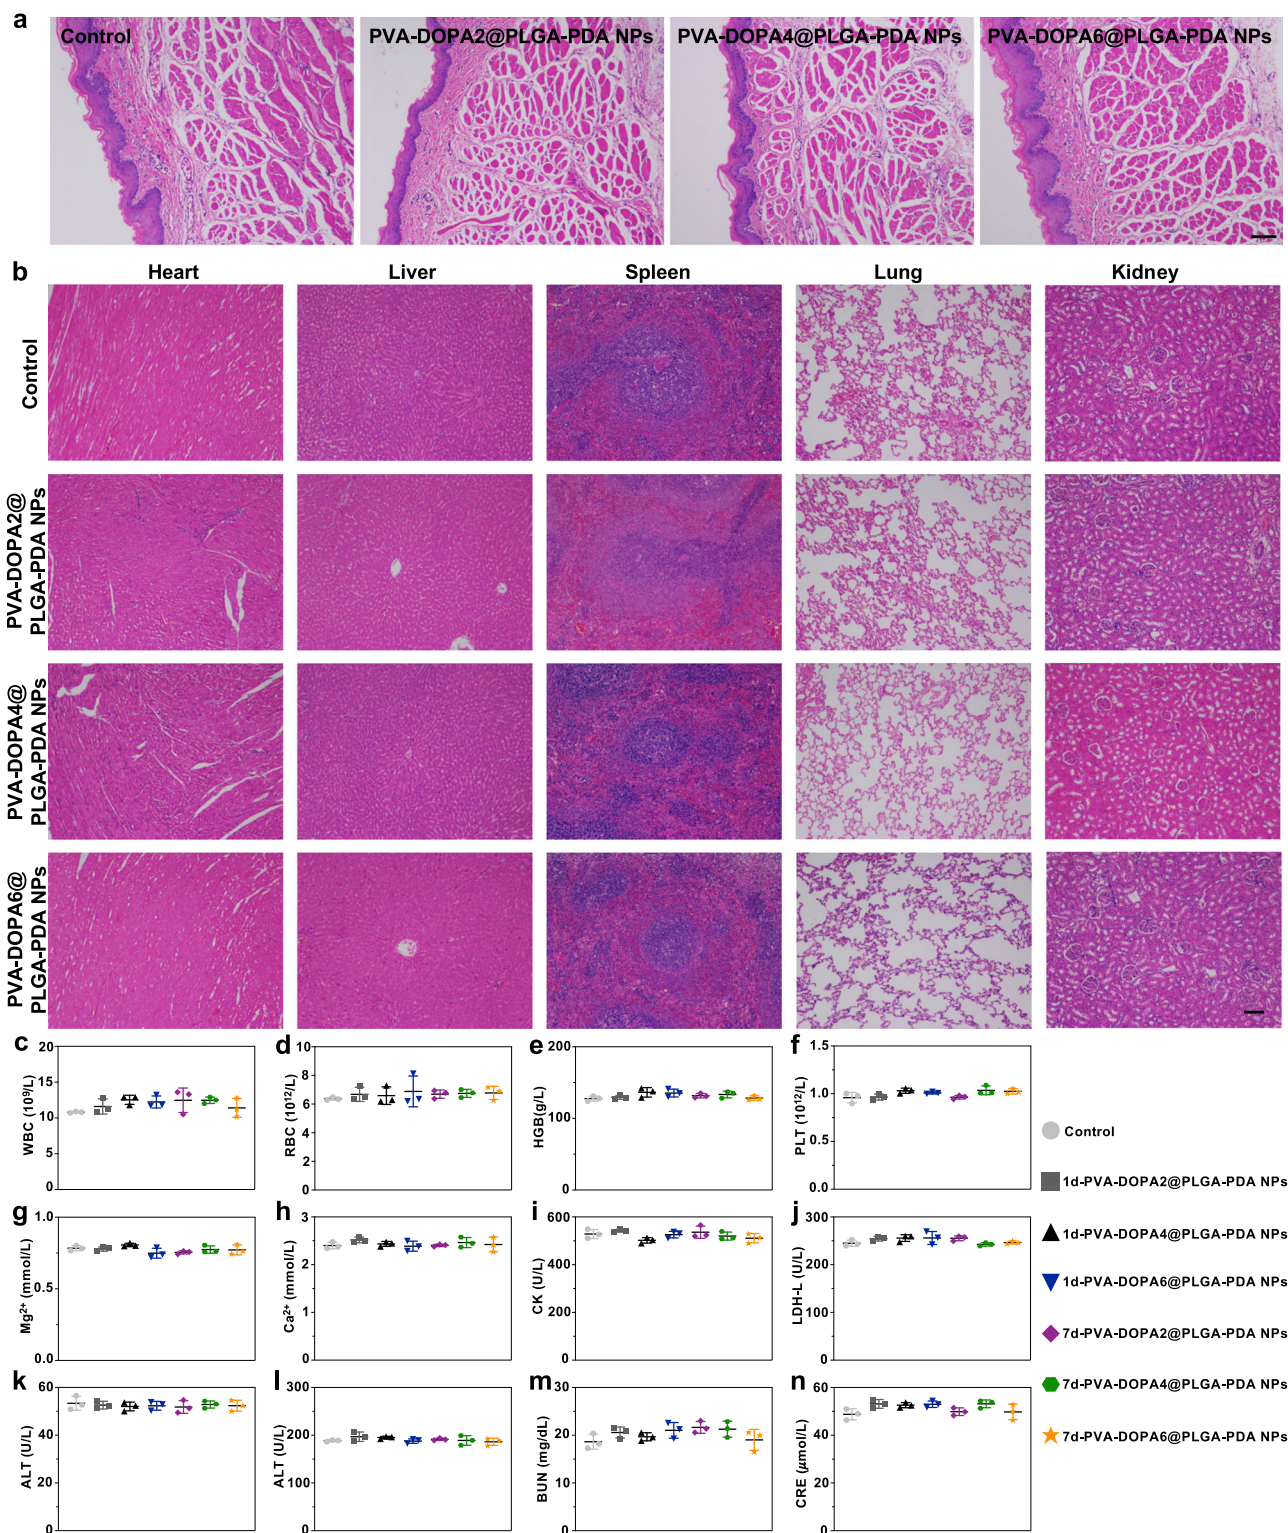 a
Control
PVA-DOPA2@PLGA-PDA NPs
PVA-DOPA4@PLGA-PDA NPs
PVA-DOPA6@PLGA-PDA NPs
b
Heart
Liver
Spleen
Lung
Kidney
Control
PVA-DOPA2@
PLGA-PDA NPs
PVA-DOPA4@
PLGA-PDA NPs
PVA-DOPA6@
PLGA-PDA NPs
c
WBC (10⁹/L)
20
15
10
5
0
d
RBC (10¹²/L)
10
8
6
4
2
0
e
HGB(g/L)
200
100
0
f
PLT (10¹²/L)
1.5
1.0
0.5
0.0
g
Mg²⁺ (mmol/L)
1.0
0.5
0.0
h
Ca²⁺ (mmol/L)
3
2
1
0
i
CK (U/L)
600
400
200
0
j
LDH-L (U/L)
300
200
100
0
k
ALT (U/L)
60
40
20
0
l
ALT (U/L)
300
200
100
0
m
BUN (mg/dL)
30
20
10
0
n
CRE (μmol/L)
60
40
20
0
Control
1d-PVA-DOPA2@PLGA-PDA NPs
1d-PVA-DOPA4@PLGA-PDA NPs
1d-PVA-DOPA6@PLGA-PDA NPs
7d-PVA-DOPA2@PLGA-PDA NPs
7d-PVA-DOPA4@PLGA-PDA NPs
7d-PVA-DOPA6@PLGA-PDA NPs